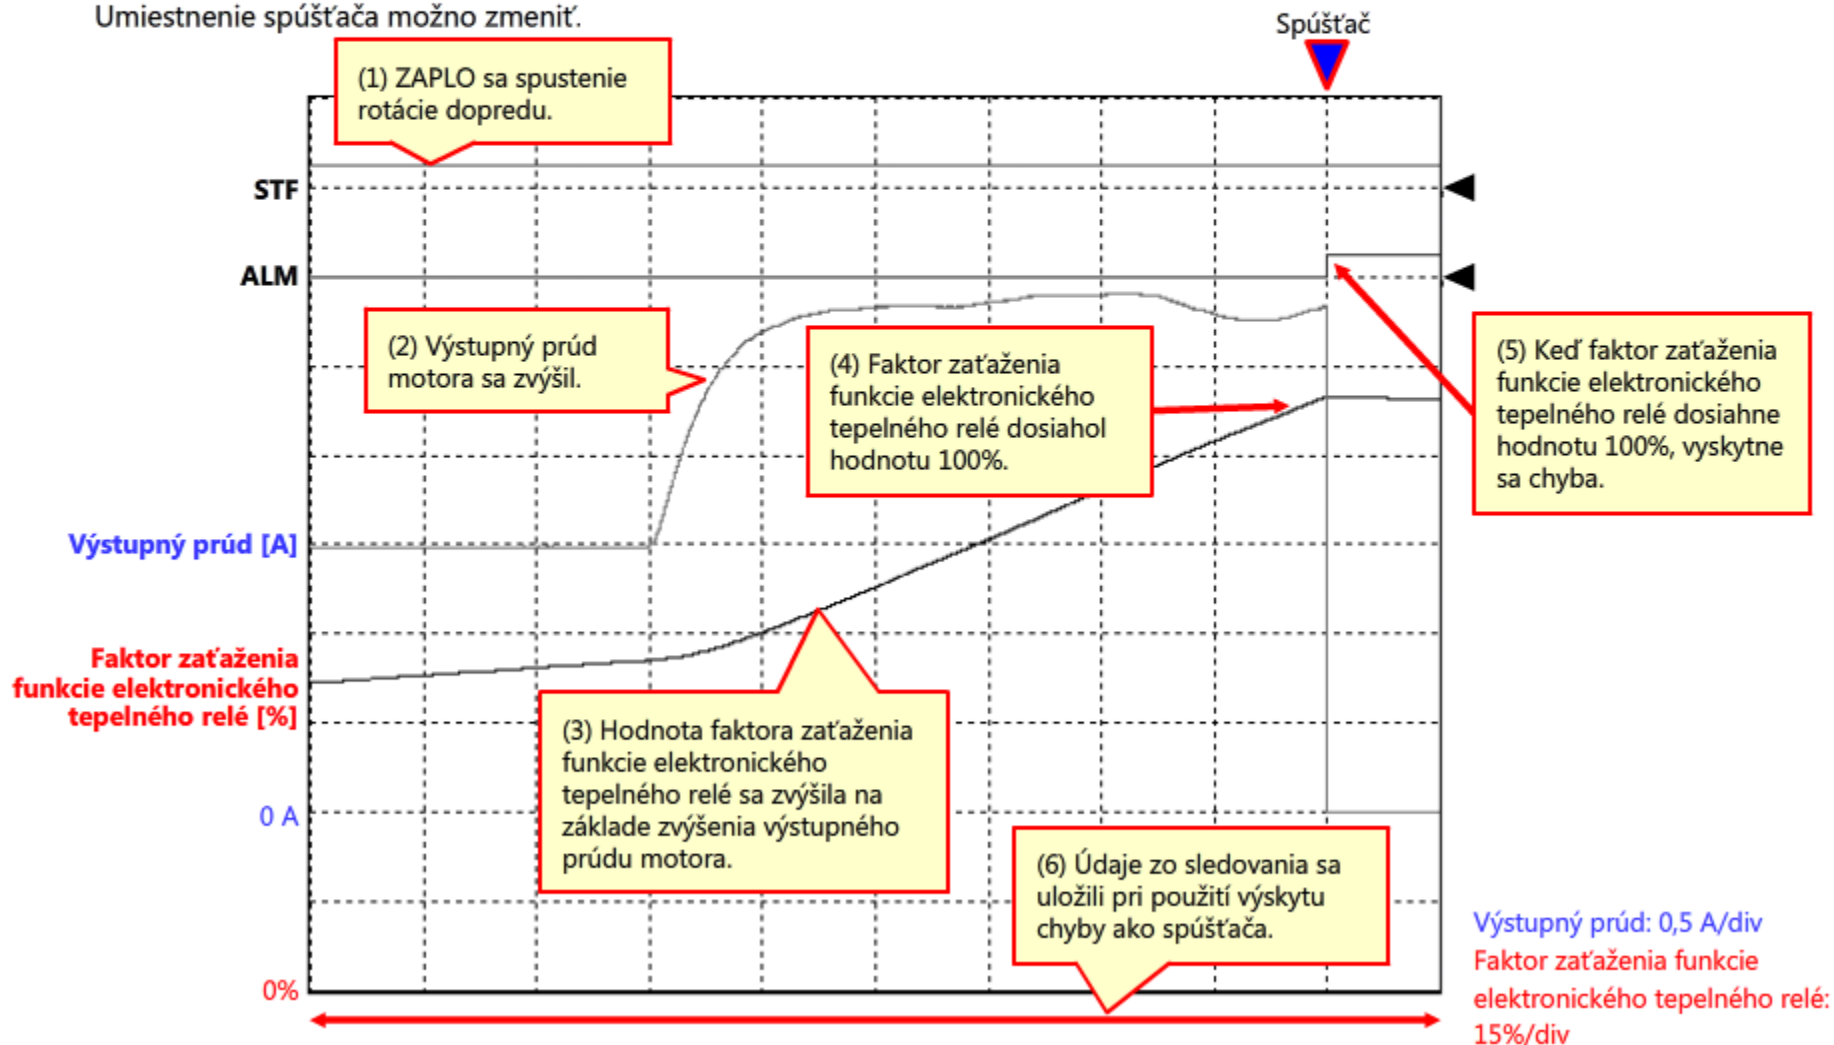 Umiestnenie spúšťača možno zmeniť.
Spúšťač
(1) ZAPLO sa spustenie
rotácie dopredu.
STF
ALM
(2) Výstupný prúd
motora sa zvýšil.
(4) Faktor zaťaženia
funkcie elektronického
tepelného relé dosiahol
hodnotu 100%.
(5) Keď faktor zaťaženia
funkcie elektronického
tepelného relé dosiahne
hodnotu 100%, vyskytne
sa chyba.
Výstupný prúd [A]
Faktor zaťaženia
funkcie elektronického
tepelného relé [%]
(3) Hodnota faktora zaťaženia
funkcie elektronického
tepelného relé sa zvýšila na
základe zvýšenia výstupného
prúdu motora.
0 A
(6) Údaje zo sledovania sa
uložili pri použití výskytu
chyby ako spúšťača.
0%
Výstupný prúd: 0,5 A/div
Faktor zaťaženia funkcie
elektronického tepelného relé:
15%/div